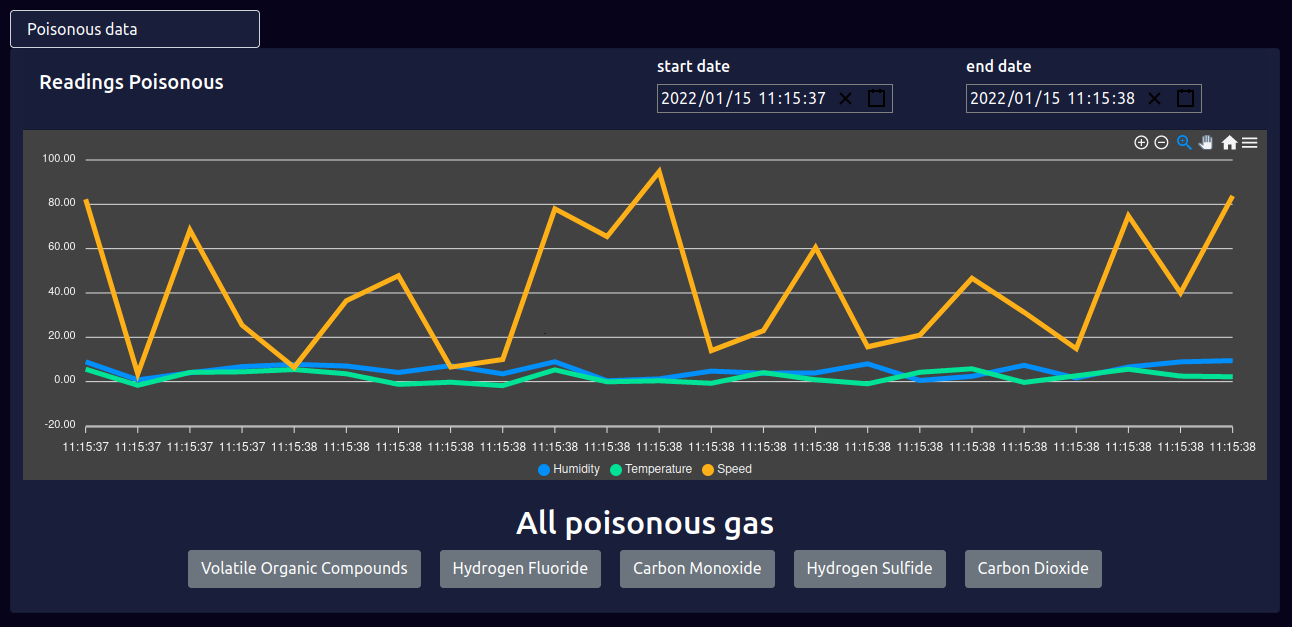 Poisonous data
Readings Poisonous
start date
2022/01/15 11:15:37
end date
2022/01/15 11:15:38
100.00
80.00
60.00
40.00
20.00
0.00
-20.00
11:15:37 11:15:37 11:15:37 11:15:37 11:15:38 11:15:38 11:15:38 11:15:38 11:15:38 11:15:38 11:15:38 11:15:38 11:15:38 11:15:38 11:15:38 11:15:38 11:15:38 11:15:38 11:15:38 11:15:38 11:15:38 11:15:38 11:15:38
Humidity Temperature Speed
All poisonous gas
Volatile Organic Compounds Hydrogen Fluoride Carbon Monoxide Hydrogen Sulfide Carbon Dioxide